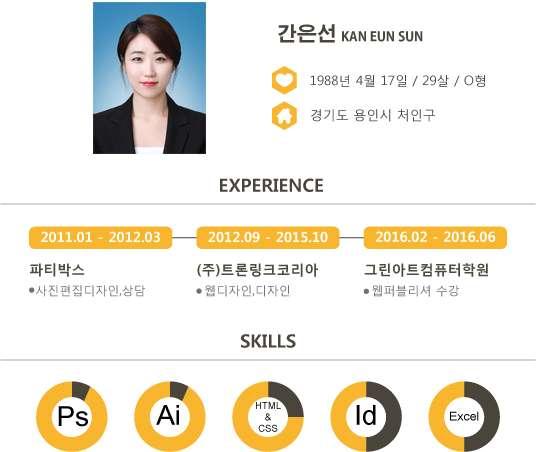 간은선 KAN EUN SUN
1988년 4월 17일 / 29살 / O형
경기도 용인시 처인구
EXPERIENCE
2011.01 - 2012.03
2012.09 - 2015.10
2016.02 - 2016.06
파티박스
(주)트론링크코리아
그린아트컴퓨터학원
●사진편집디자인,상담
●웹디자인,디자인
●웹퍼블리셔 수강
SKILLS
Ps
Ai
HTML
&
CSS
Id
Excel